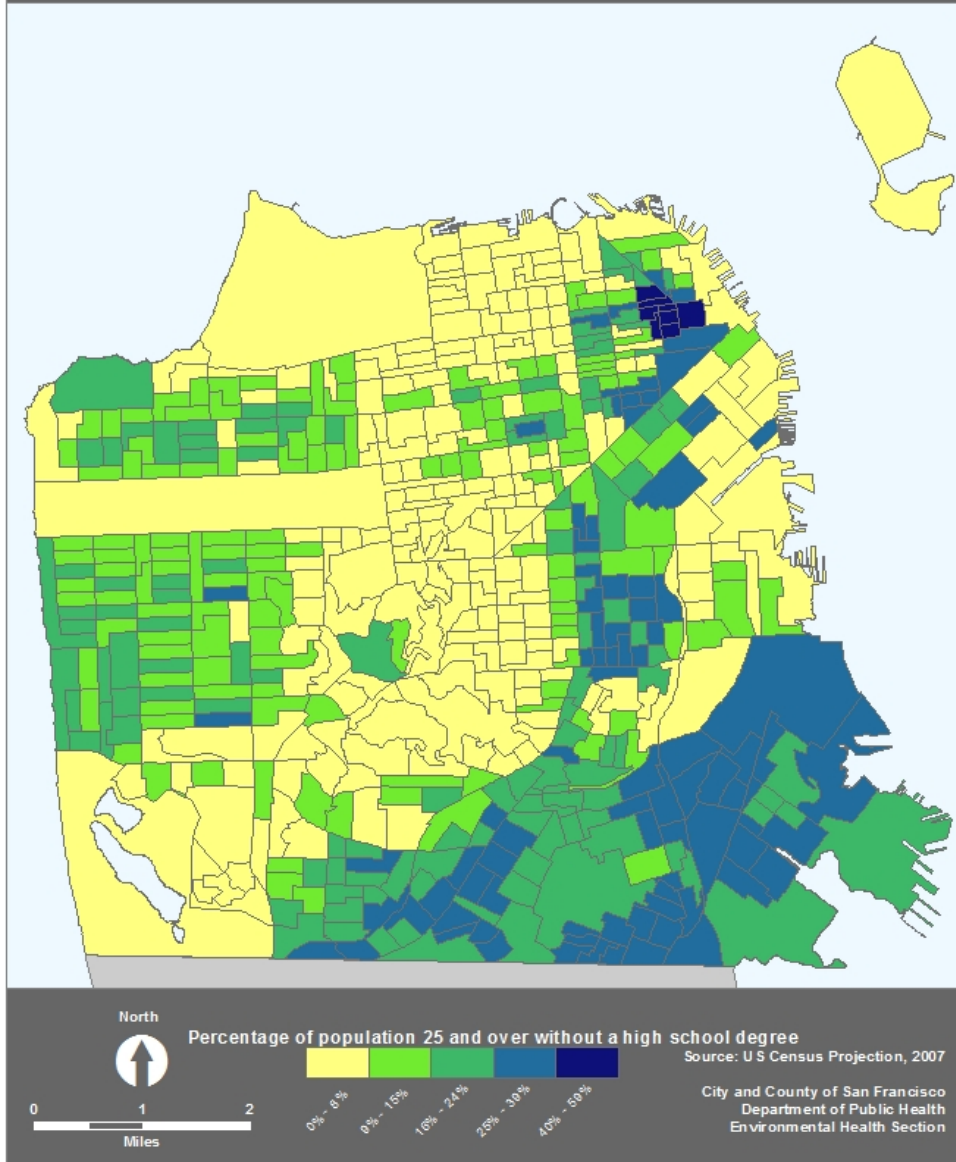 North
Percentage of population 25 and over without a high school degree
Source: US Census Projection, 2007
0% - 8%
9% - 15%
16% - 24%
25% - 39%
40% - 59%
City and County of San Francisco
Department of Public Health
Environmental Health Section
0 1 2
Miles